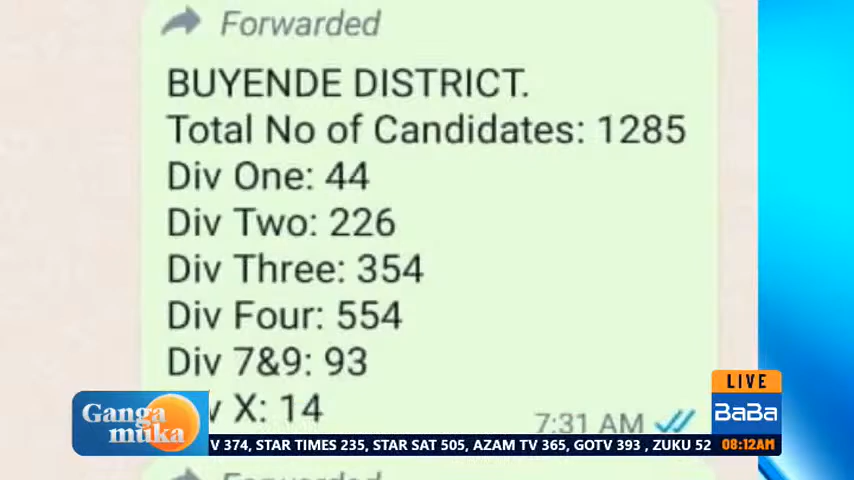 Forwarded
BUYENDE DISTRICT.
Total No of Candidates: 1285
Div One: 44
Div Two: 226
Div Three: 354
Div Four: 554
Div 7&9: 93
v X: 14
7:31 AM
LIVE
BaBa
08:12AM
Ganga
muka
V 374, STAR TIMES 235, STAR SAT 505, AZAM TV 365, GOTV 393 , ZUKU 52